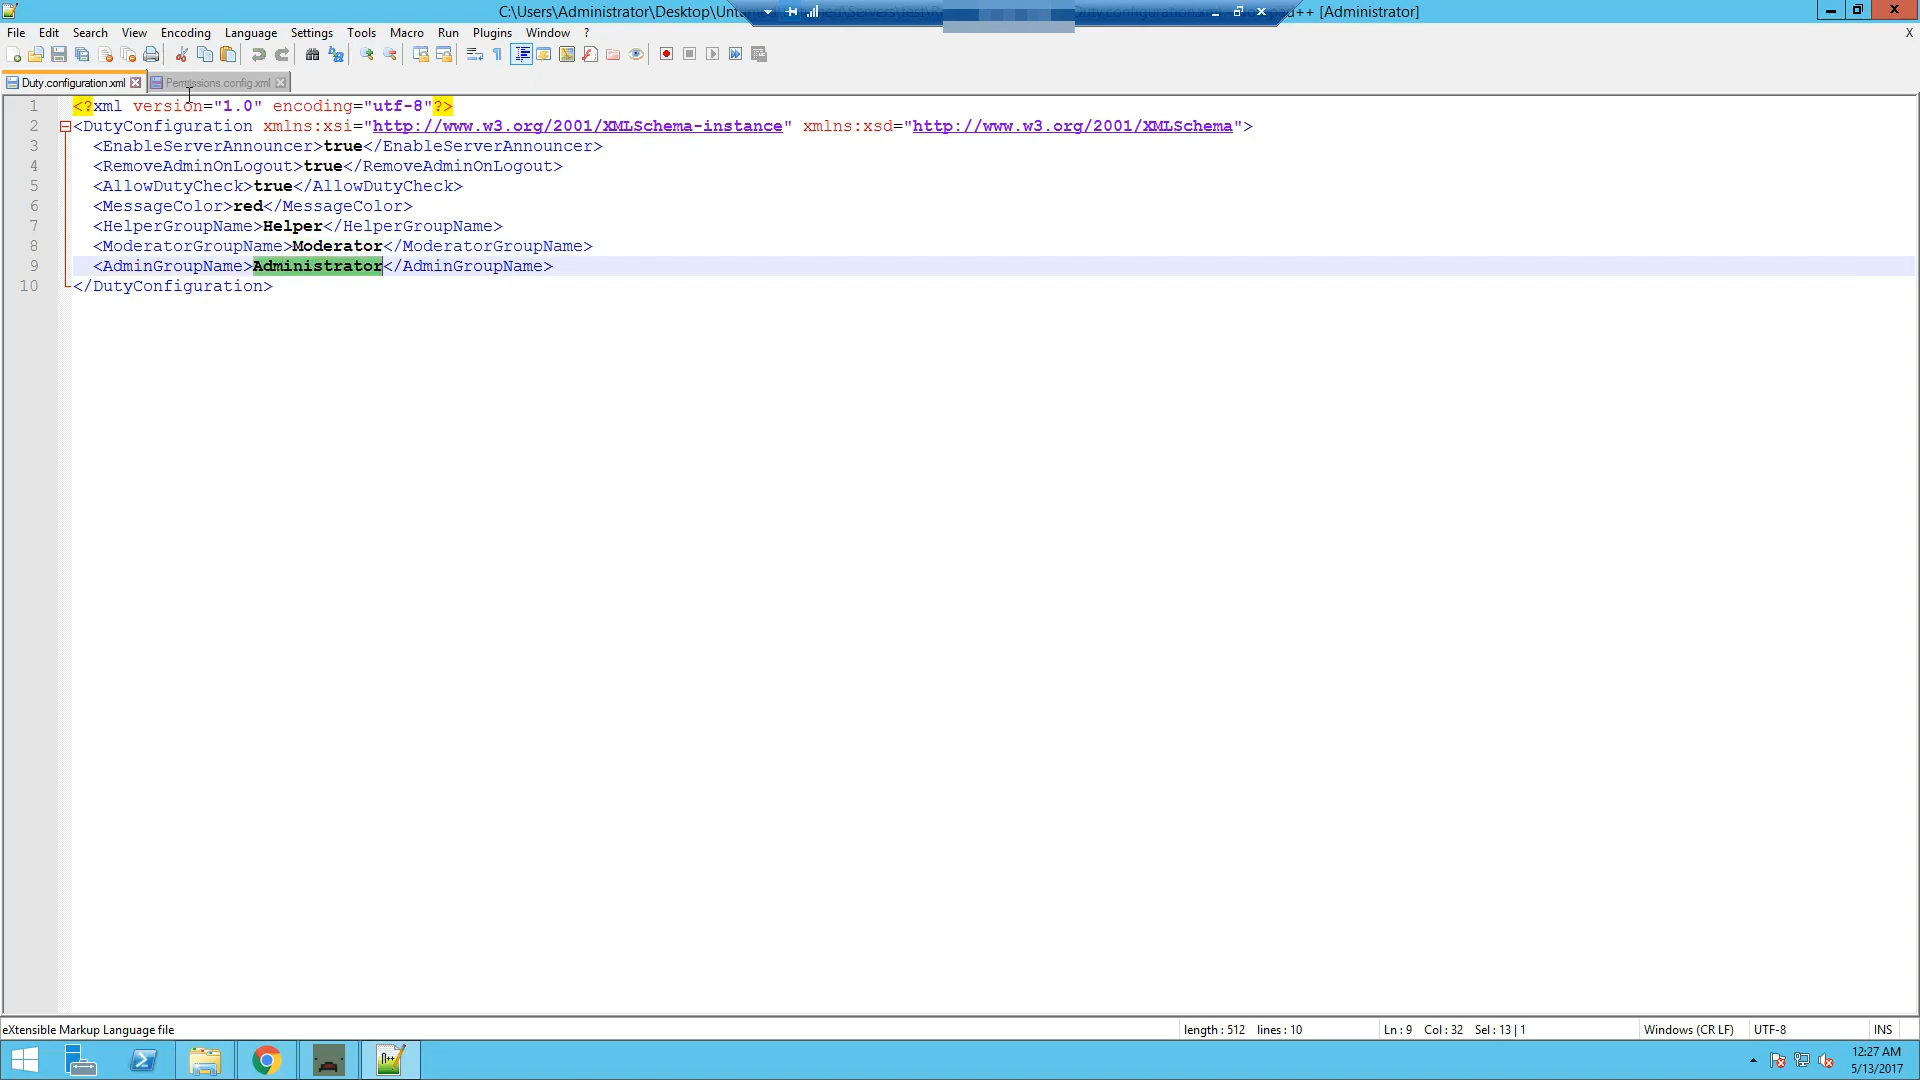 C:\Users\Administrator\Desktop\Unt
++ [Administrator]
File Edit Search View Encoding Language Settings Tools Macro Run Plugins Window ?
X
Duty.configuration.xml Permissions.config.xml
1 <?xml version="1.0" encoding="utf-8"?>
2 <DutyConfiguration xmlns:xsi="http://www.w3.org/2001/XMLSchema-instance" xmlns:xsd="http://www.w3.org/2001/XMLSchema">
3 <EnableServerAnnouncer>true</EnableServerAnnouncer>
4 <RemoveAdminOnLogout>true</RemoveAdminOnLogout>
5 <AllowDutyCheck>true</AllowDutyCheck>
6 <MessageColor>red</MessageColor>
7 <HelperGroupName>Helper</HelperGroupName>
8 <ModeratorGroupName>Moderator</ModeratorGroupName>
9 <AdminGroupName>Administrator</AdminGroupName>
10 </DutyConfiguration>
eXtensible Markup Language file length : 512 lines : 10 Ln : 9 Col : 32 Sel : 13 | 1 Windows (CR LF) UTF-8 INS
12:27 AM
5/13/2017